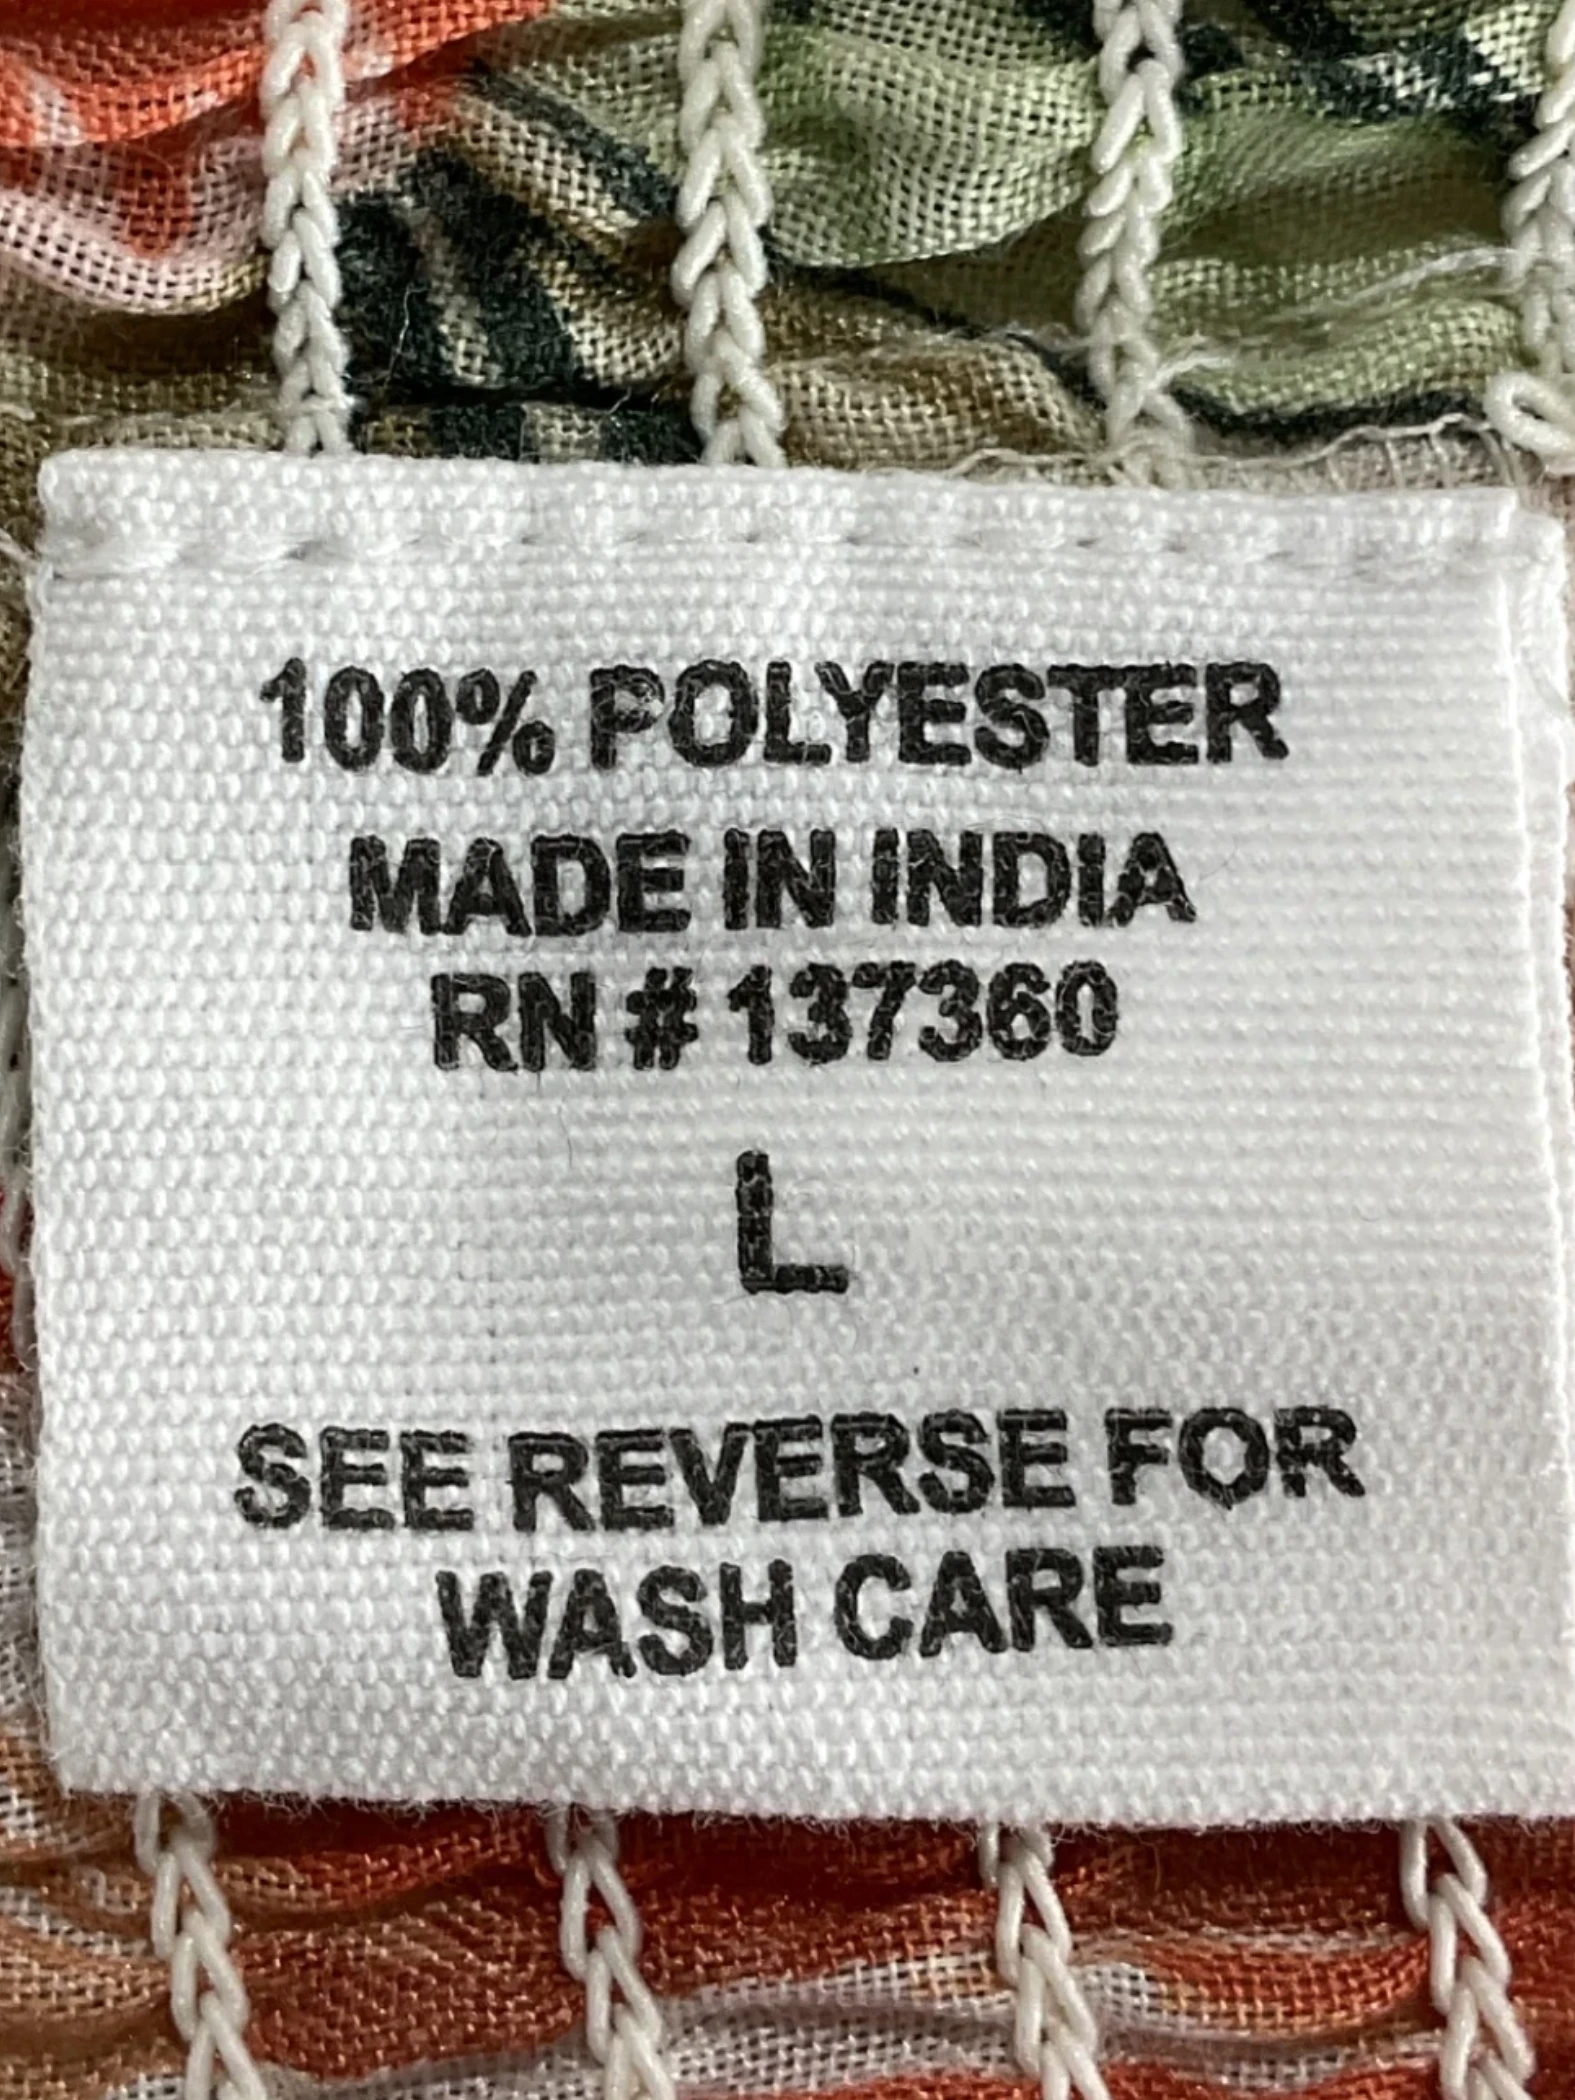 100% POLYESTER
MADE IN INDIA
RN # 137360
L
SEE REVERSE FOR
WASH CARE